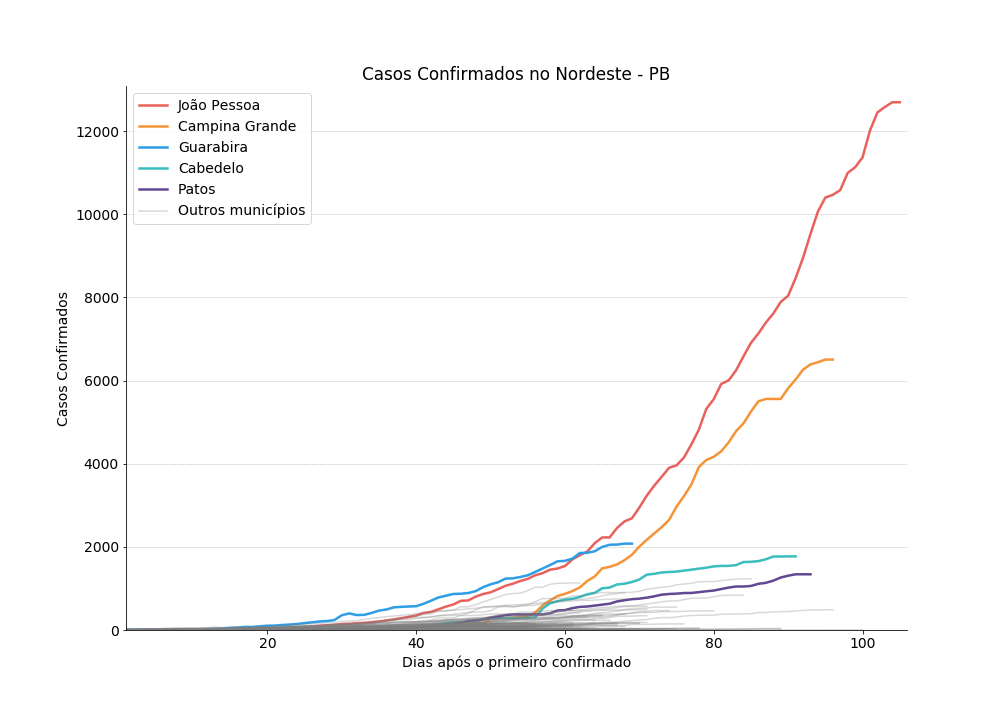 Casos Confirmados no Nordeste - PB
João Pessoa
Campina Grande
Guarabira
Cabedelo
Patos
Outros municípios
12000
10000
8000
6000
4000
2000
0
Casos Confirmados
20 40 60 80 100
Dias após o primeiro confirmado